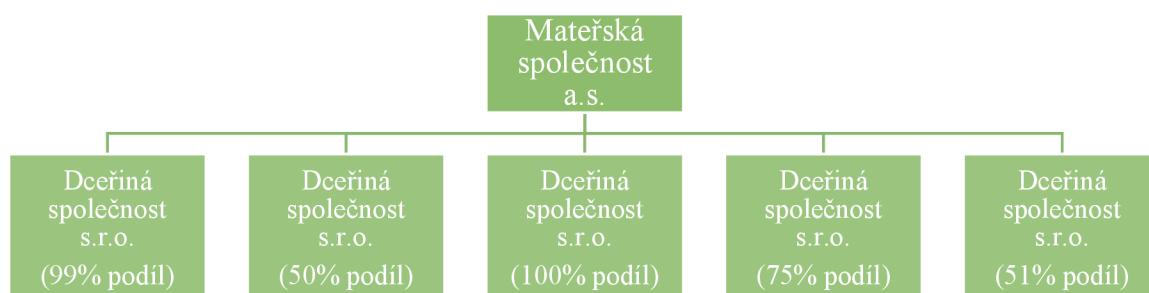 Mateřská
společnost
a.s.
Dceřiná
společnost
s.r.o.
(99% podíl)
Dceřiná
společnost
s.r.o.
(50% podíl)
Dceřiná
společnost
s.r.o.
(100% podíl)
Dceřiná
společnost
s.r.o.
(75% podíl)
Dceřiná
společnost
s.r.o.
(51% podíl)